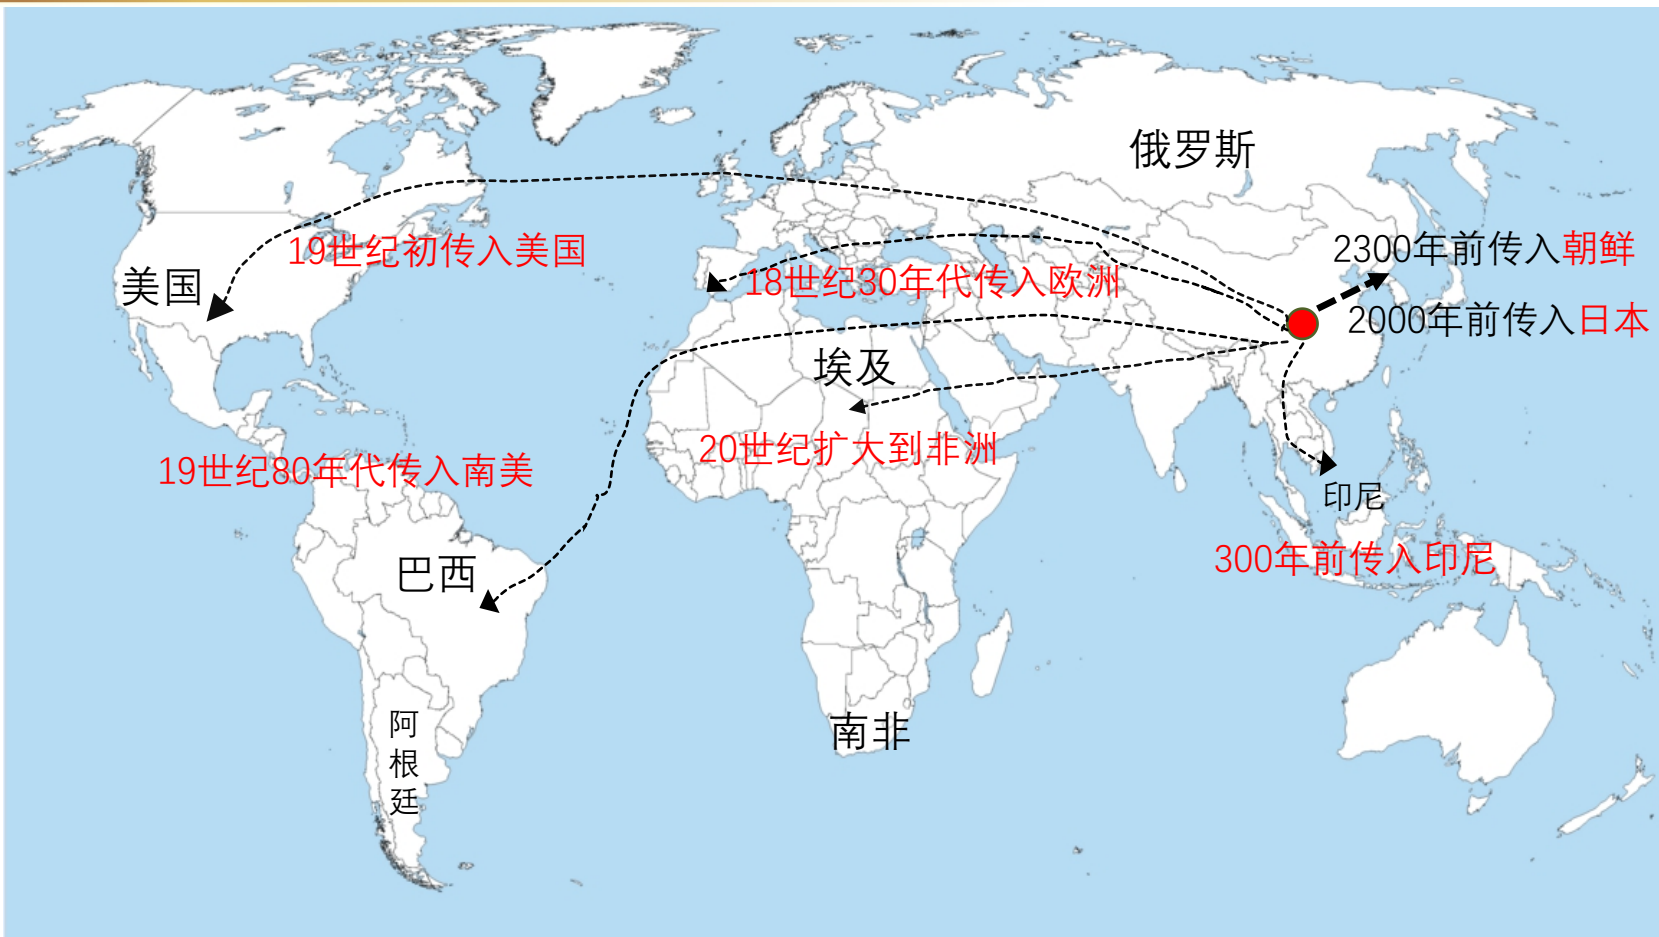 俄罗斯
2300年前传入朝鲜
19世纪初传入美国
美国
18世纪30年代传入欧洲
2000年前传入日本
埃及
20世纪扩大到非洲
19世纪80年代传入南美
印尼
300年前传入印尼
巴西
南非
阿根廷